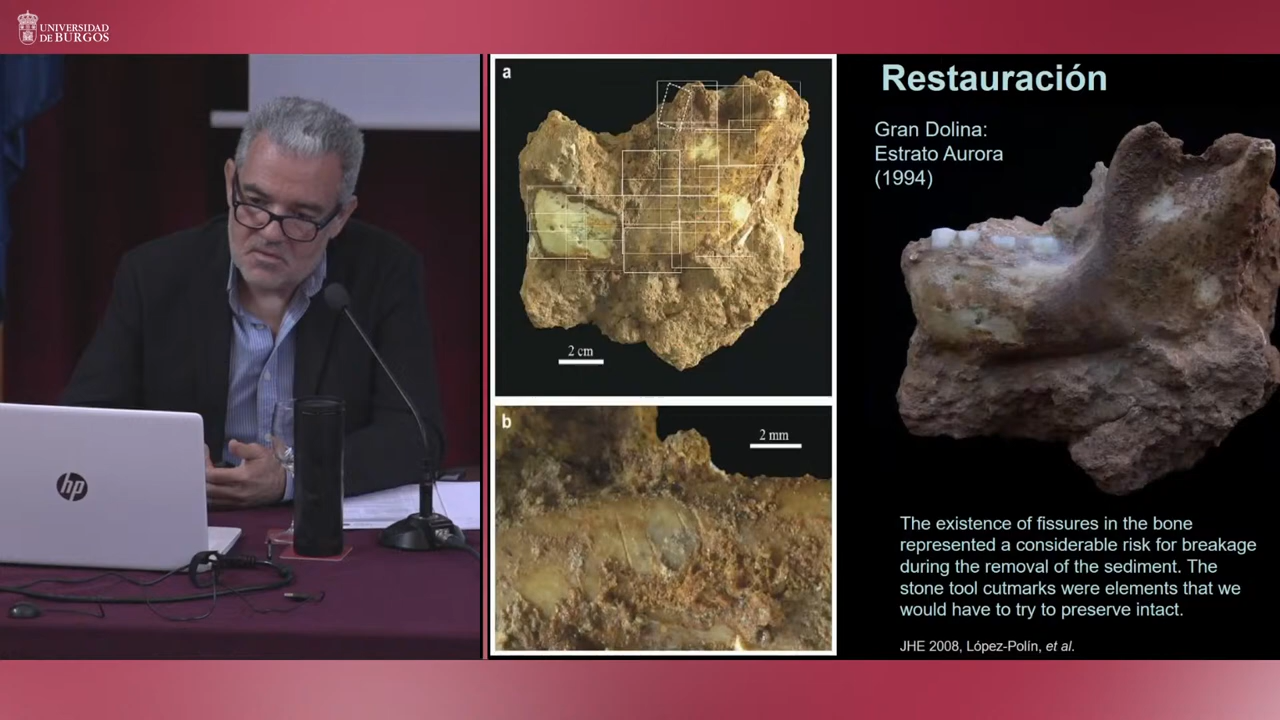 UNIVERSIDAD
DE BURGOS
hp
a
2 cm
b
2 mm
Restauración
Gran Dolina:
Estrato Aurora
(1994)
The existence of fissures in the bone
represented a considerable risk for breakage
during the removal of the sediment. The
stone tool cutmarks were elements that we
would have to try to preserve intact.
JHE 2008, López-Polín, et al.